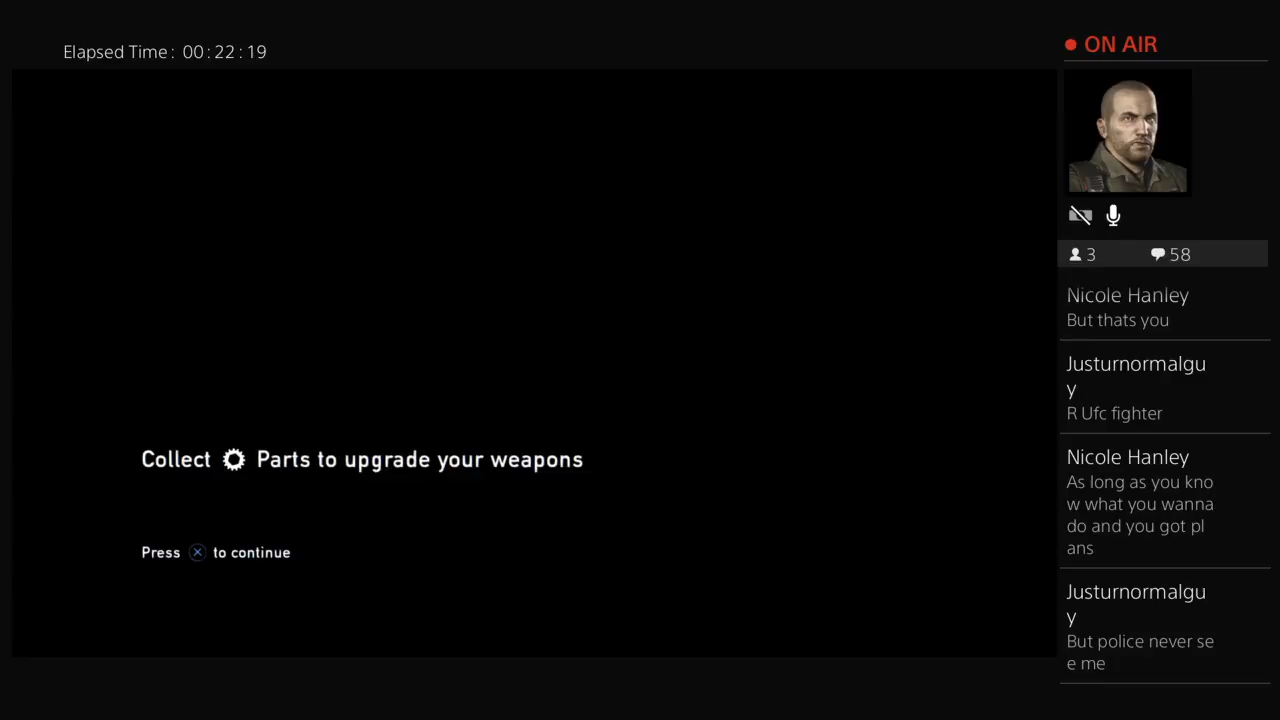 Elapsed Time: 00:22:19
ON AIR
3 58
Nicole Hanley
But thats you
Justurnormalgu
y
R Ufc fighter
Nicole Hanley
As long as you kno
w what you wanna
do and you got pl
ans
Justurnormalgu
y
But police never se
e me
Collect Parts to upgrade your weapons
Press to continue